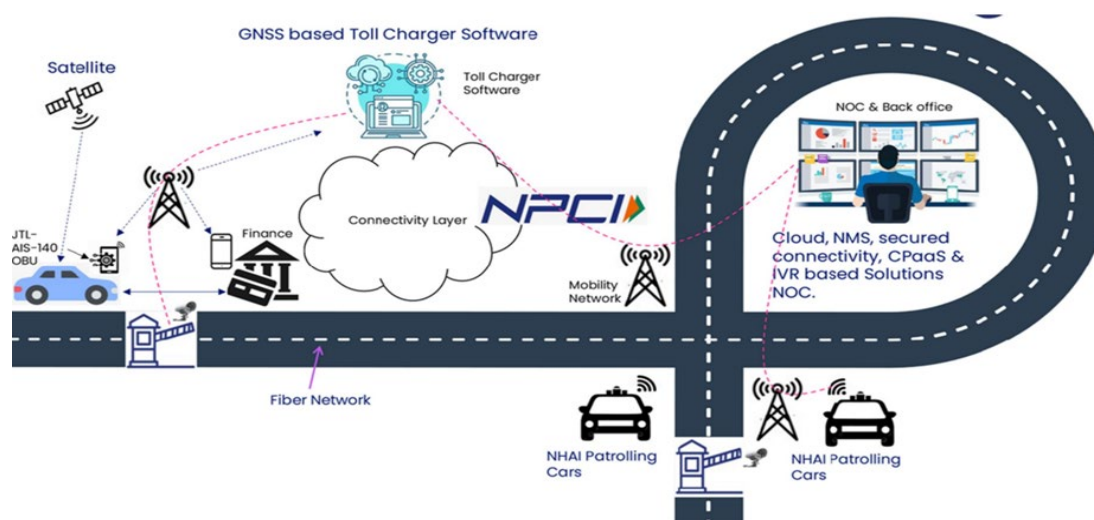 GNSS based Toll Charger Software
Satellite
Toll Charger
Software
NOC & Back office
Connectivity Layer
NPCI
JTL-
AIS-140
OBU
Finance
Mobility
Network
Cloud, NMS, secured
connectivity, CPaaS &
IVR based Solutions
NOC.
Fiber Network
NHAI Patrolling
Cars
NHAI Patrolling
Cars